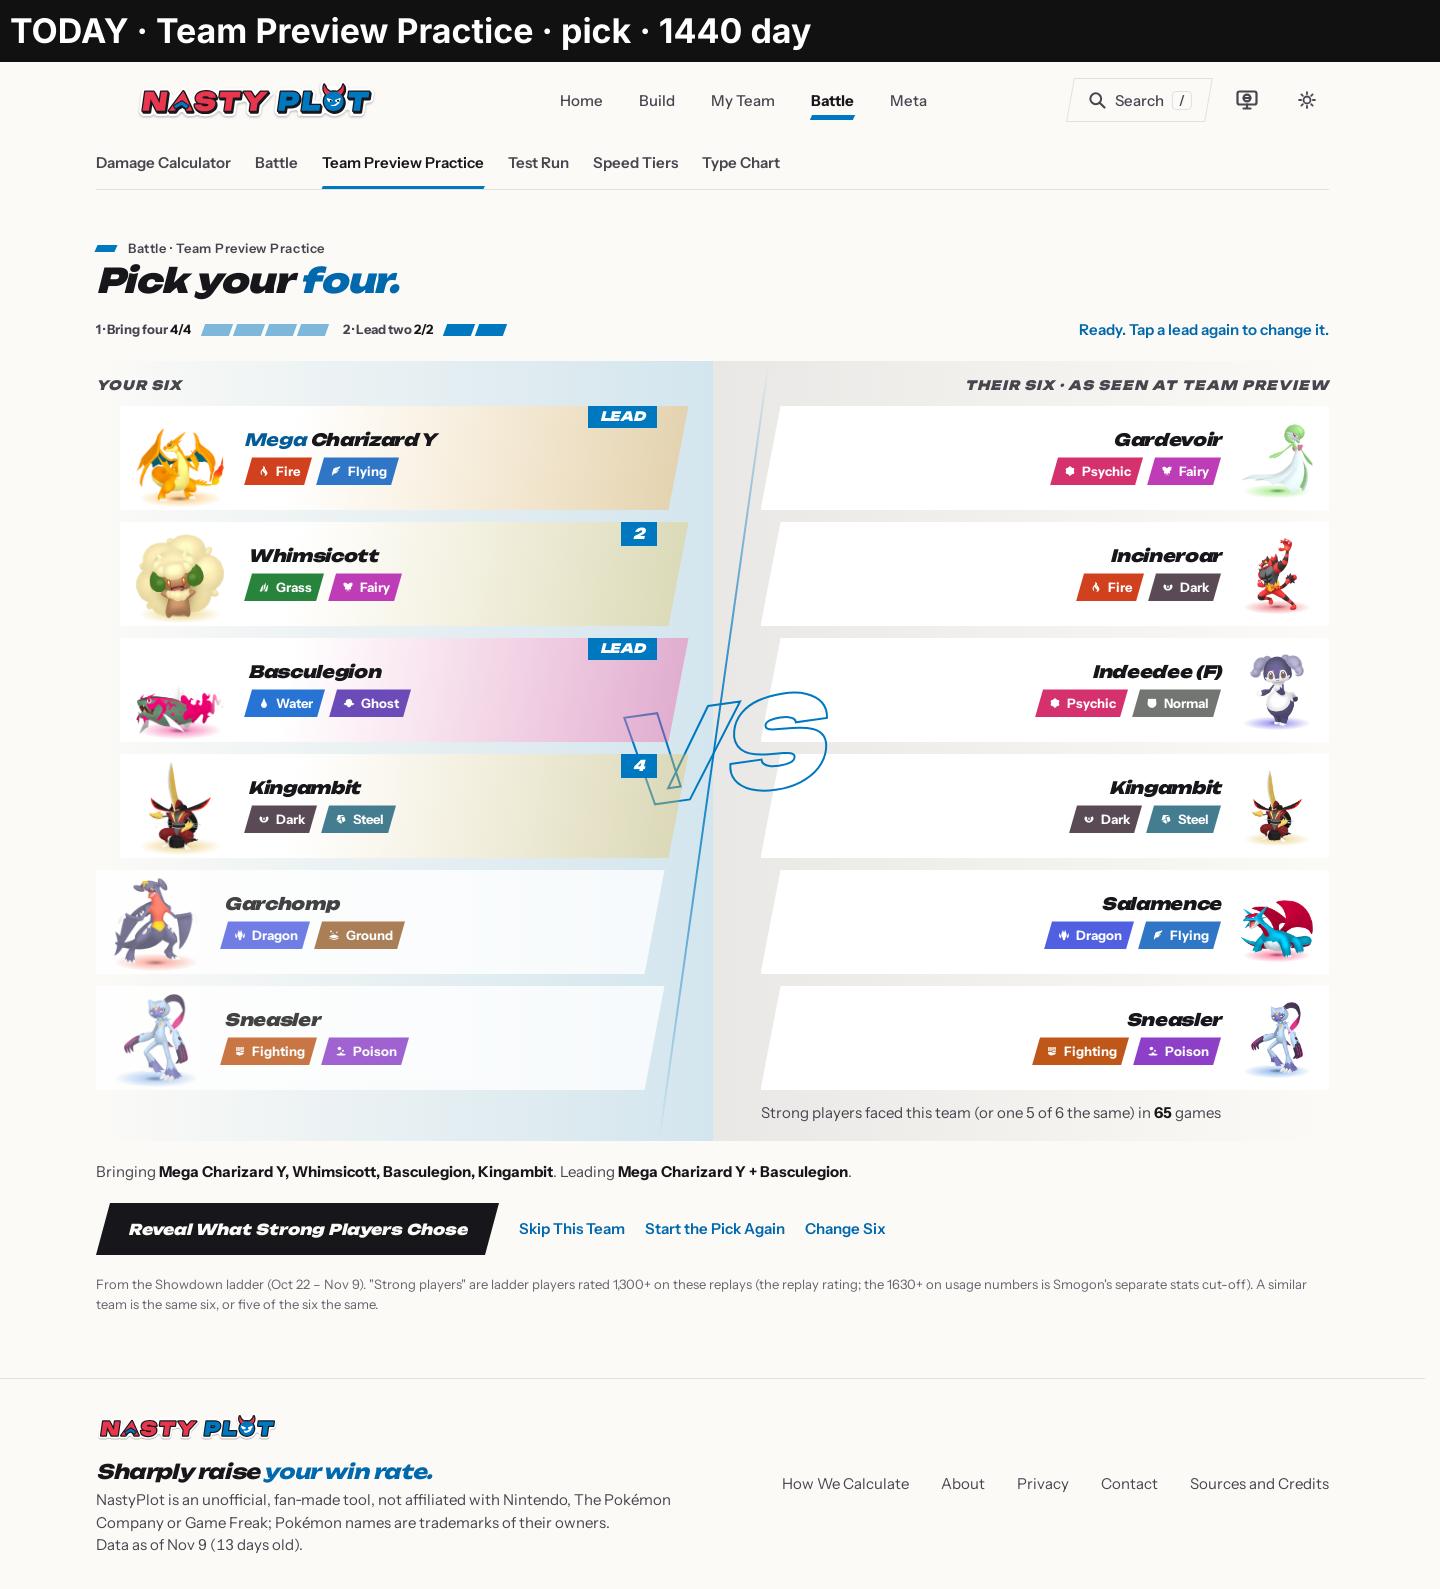 TODAY · Team Preview Practice · pick · 1440 day
NASTY PLOT
Home Build My Team Battle Meta
Search /
Damage Calculator Battle Team Preview Practice Test Run Speed Tiers Type Chart
Battle · Team Preview Practice
Pick your four.
1 · Bring four 4/4 2 · Lead two 2/2
Ready. Tap a lead again to change it.
YOUR SIX
LEAD
Mega Charizard Y
Fire Flying
2
Whimsicott
Grass Fairy
LEAD
Basculegion
Water Ghost
4
Kingambit
Dark Steel
Garchomp
Dragon Ground
Sneasler
Fighting Poison
VS
THEIR SIX · AS SEEN AT TEAM PREVIEW
Gardevoir
Psychic Fairy
Incineroar
Fire Dark
Indeedee (F)
Psychic Normal
Kingambit
Dark Steel
Salamence
Dragon Flying
Sneasler
Fighting Poison
Strong players faced this team (or one 5 of 6 the same) in 65 games
Bringing Mega Charizard Y, Whimsicott, Basculegion, Kingambit. Leading Mega Charizard Y + Basculegion.
Reveal What Strong Players Chose Skip This Team Start the Pick Again Change Six
From the Showdown ladder (Oct 22 – Nov 9). "Strong players" are ladder players rated 1,300+ on these replays (the replay rating; the 1630+ on usage numbers is Smogon's separate stats cut-off). A similar
team is the same six, or five of the six the same.
NASTY PLOT
Sharply raise your win rate.
NastyPlot is an unofficial, fan-made tool, not affiliated with Nintendo, The Pokémon
Company or Game Freak; Pokémon names are trademarks of their owners.
Data as of Nov 9 (13 days old).
How We Calculate About Privacy Contact Sources and Credits